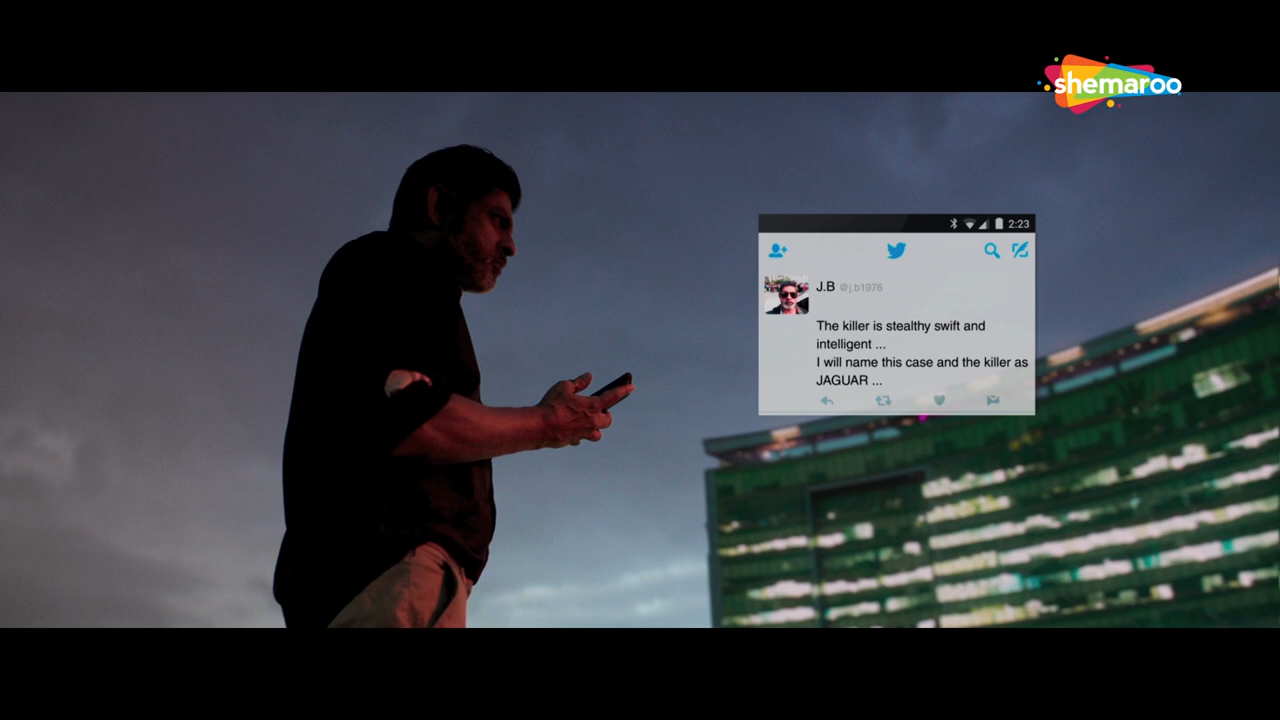 shemaroo
2:23
J.B @j.b1976
The killer is stealthy swift and
intelligent ...
I will name this case and the killer as
JAGUAR ...